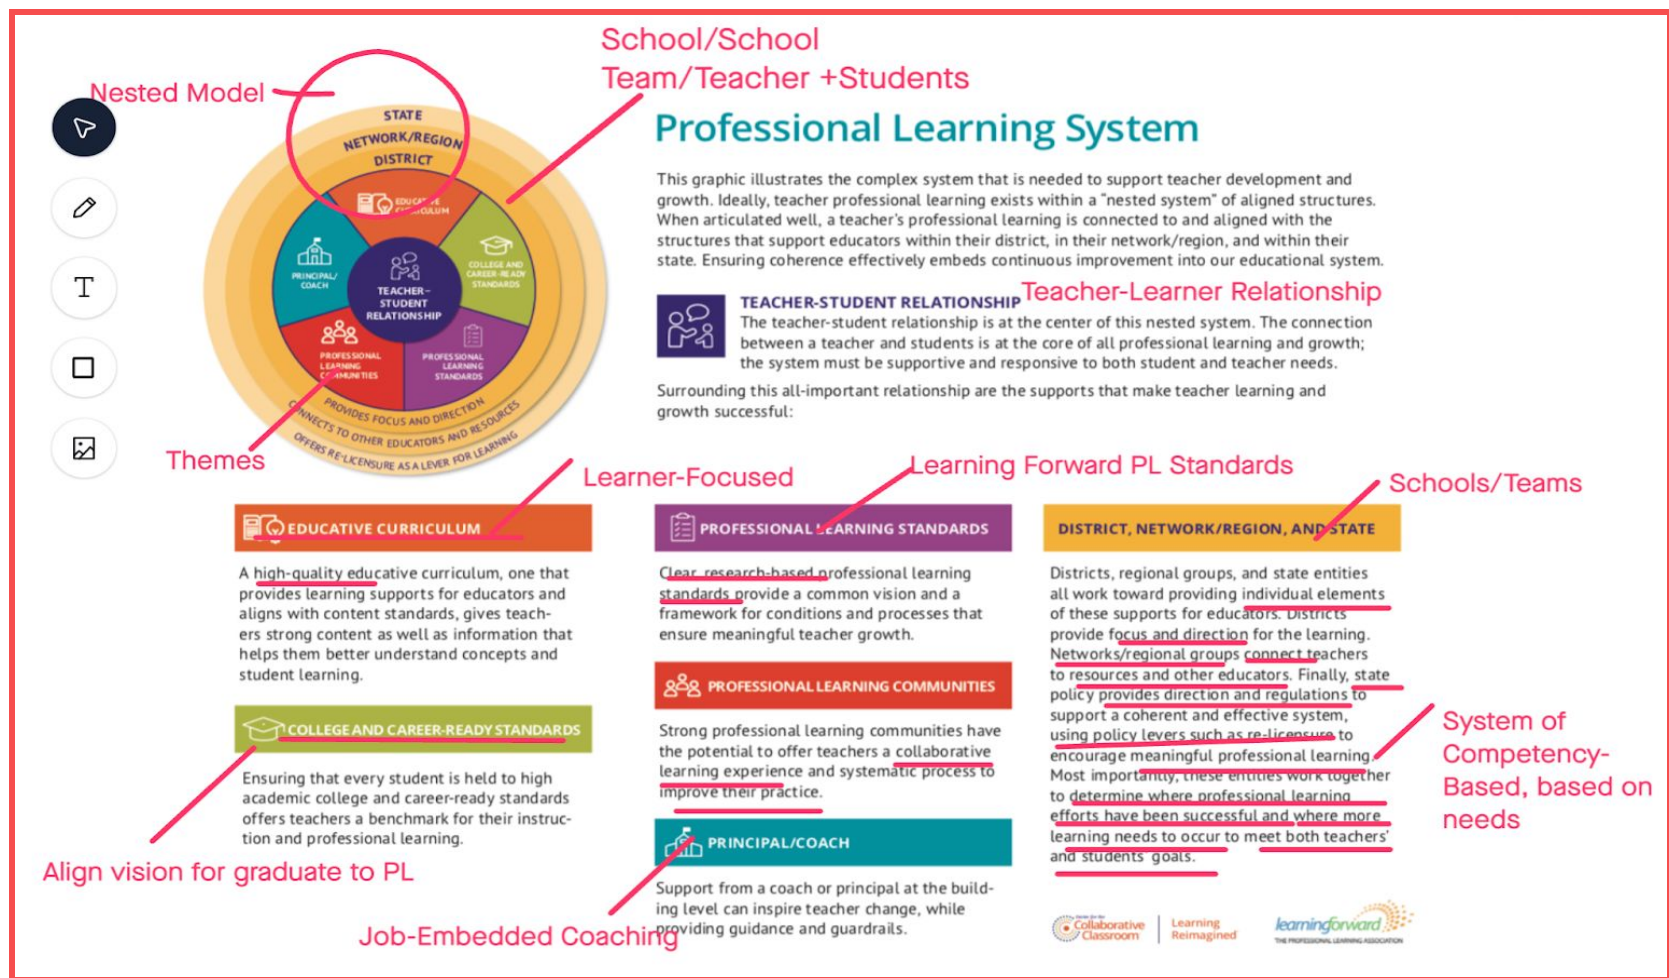 School/School
Team/Teacher +Students
Nested Model
STATE
NETWORK/REGION
DISTRICT
EDUCATIVE
CURRICULUM
PRINCIPAL/
COACH
COLLEGE AND
CAREER-READY
STANDARDS
TEACHER–
STUDENT
RELATIONSHIP
PROFESSIONAL
LEARNING
COMMUNITIES
PROFESSIONAL
LEARNING
STANDARDS
PROVIDES FOCUS AND DIRECTION
CONNECTS TO OTHER EDUCATORS AND RESOURCES
OFFERS RE-LICENSURE AS A LEVER FOR LEARNING
Themes
Professional Learning System
This graphic illustrates the complex system that is needed to support teacher development and
growth. Ideally, teacher professional learning exists within a “nested system” of aligned structures.
When articulated well, a teacher’s professional learning is connected to and aligned with the
structures that support educators within their district, in their network/region, and within their
state. Ensuring coherence effectively embeds continuous improvement into our educational system.
TEACHER-STUDENT RELATIONSHIP
Teacher-Learner Relationship
The teacher-student relationship is at the center of this nested system. The connection
between a teacher and students is at the core of all professional learning and growth;
the system must be supportive and responsive to both student and teacher needs.
Surrounding this all-important relationship are the supports that make teacher learning and
growth successful:
Learner-Focused
EDUCATIVE CURRICULUM
A high-quality educative curriculum, one that
provides learning supports for educators and
aligns with content standards, gives teach-
ers strong content as well as information that
helps them better understand concepts and
student learning.
COLLEGE AND CAREER-READY STANDARDS
Ensuring that every student is held to high
academic college and career-ready standards
offers teachers a benchmark for their instruc-
tion and professional learning.
Align vision for graduate to PL
Learning Forward PL Standards
PROFESSIONAL LEARNING STANDARDS
Clear, research-based professional learning
standards provide a common vision and a
framework for conditions and processes that
ensure meaningful teacher growth.
PROFESSIONAL LEARNING COMMUNITIES
Strong professional learning communities have
the potential to offer teachers a collaborative
learning experience and systematic process to
improve their practice.
PRINCIPAL/COACH
Support from a coach or principal at the build-
ing level can inspire teacher change, while
providing guidance and guardrails.
Job-Embedded Coaching
Schools/Teams
DISTRICT, NETWORK/REGION, AND STATE
Districts, regional groups, and state entities
all work toward providing individual elements
of these supports for educators. Districts
provide focus and direction for the learning.
Networks/regional groups connect teachers
to resources and other educators. Finally, state
policy provides direction and regulations to
support a coherent and effective system,
using policy levers such as re-licensure to
encourage meaningful professional learning.
Most importantly, these entities work together
to determine where professional learning
efforts have been successful and where more
learning needs to occur to meet both teachers’
and students’ goals.
System of
Competency-
Based, based on
needs
Center for the
Collaborative
Classroom
Learning
Reimagined
learningforward
THE PROFESSIONAL LEARNING ASSOCIATION